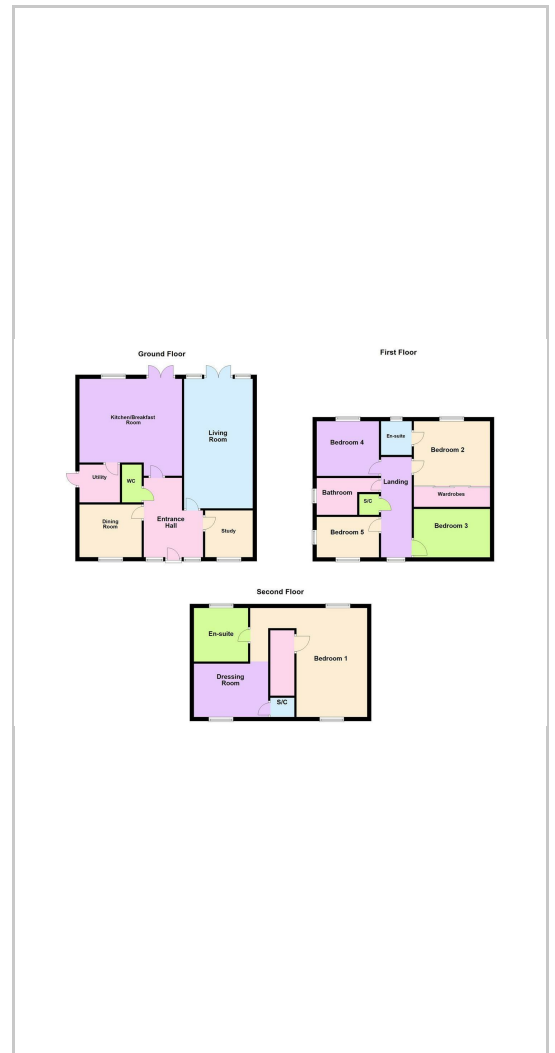 Ground Floor
Kitchen/Breakfast
Room
Living
Room
Utility
WC
Dining
Room
Entrance
Hall
Study
First Floor
Bedroom 4
En-suite
Bedroom 2
Landing
Bathroom
S/C
Wardrobes
Bedroom 5
Bedroom 3
Second Floor
En-suite
Bedroom 1
Dressing
Room
S/C